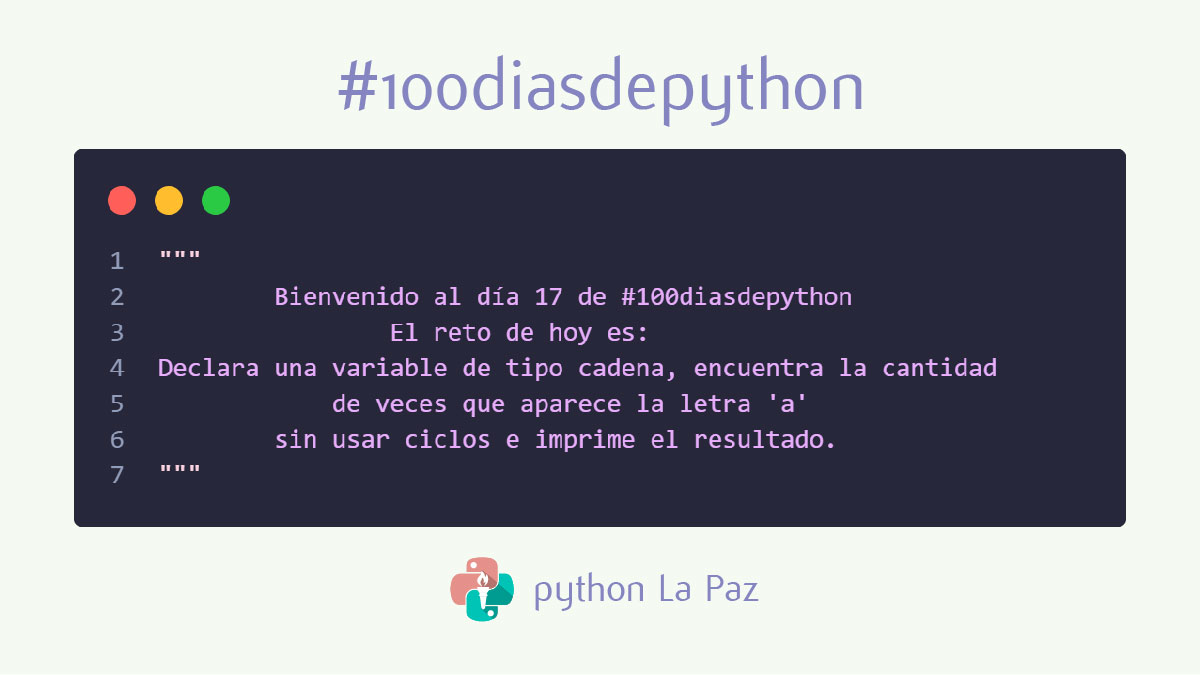 #100diasdepython
1 """
2 Bienvenido al día 17 de #100diasdepython
3 El reto de hoy es:
4 Declara una variable de tipo cadena, encuentra la cantidad
5 de veces que aparece la letra 'a'
6 sin usar ciclos e imprime el resultado.
7 """
python La Paz